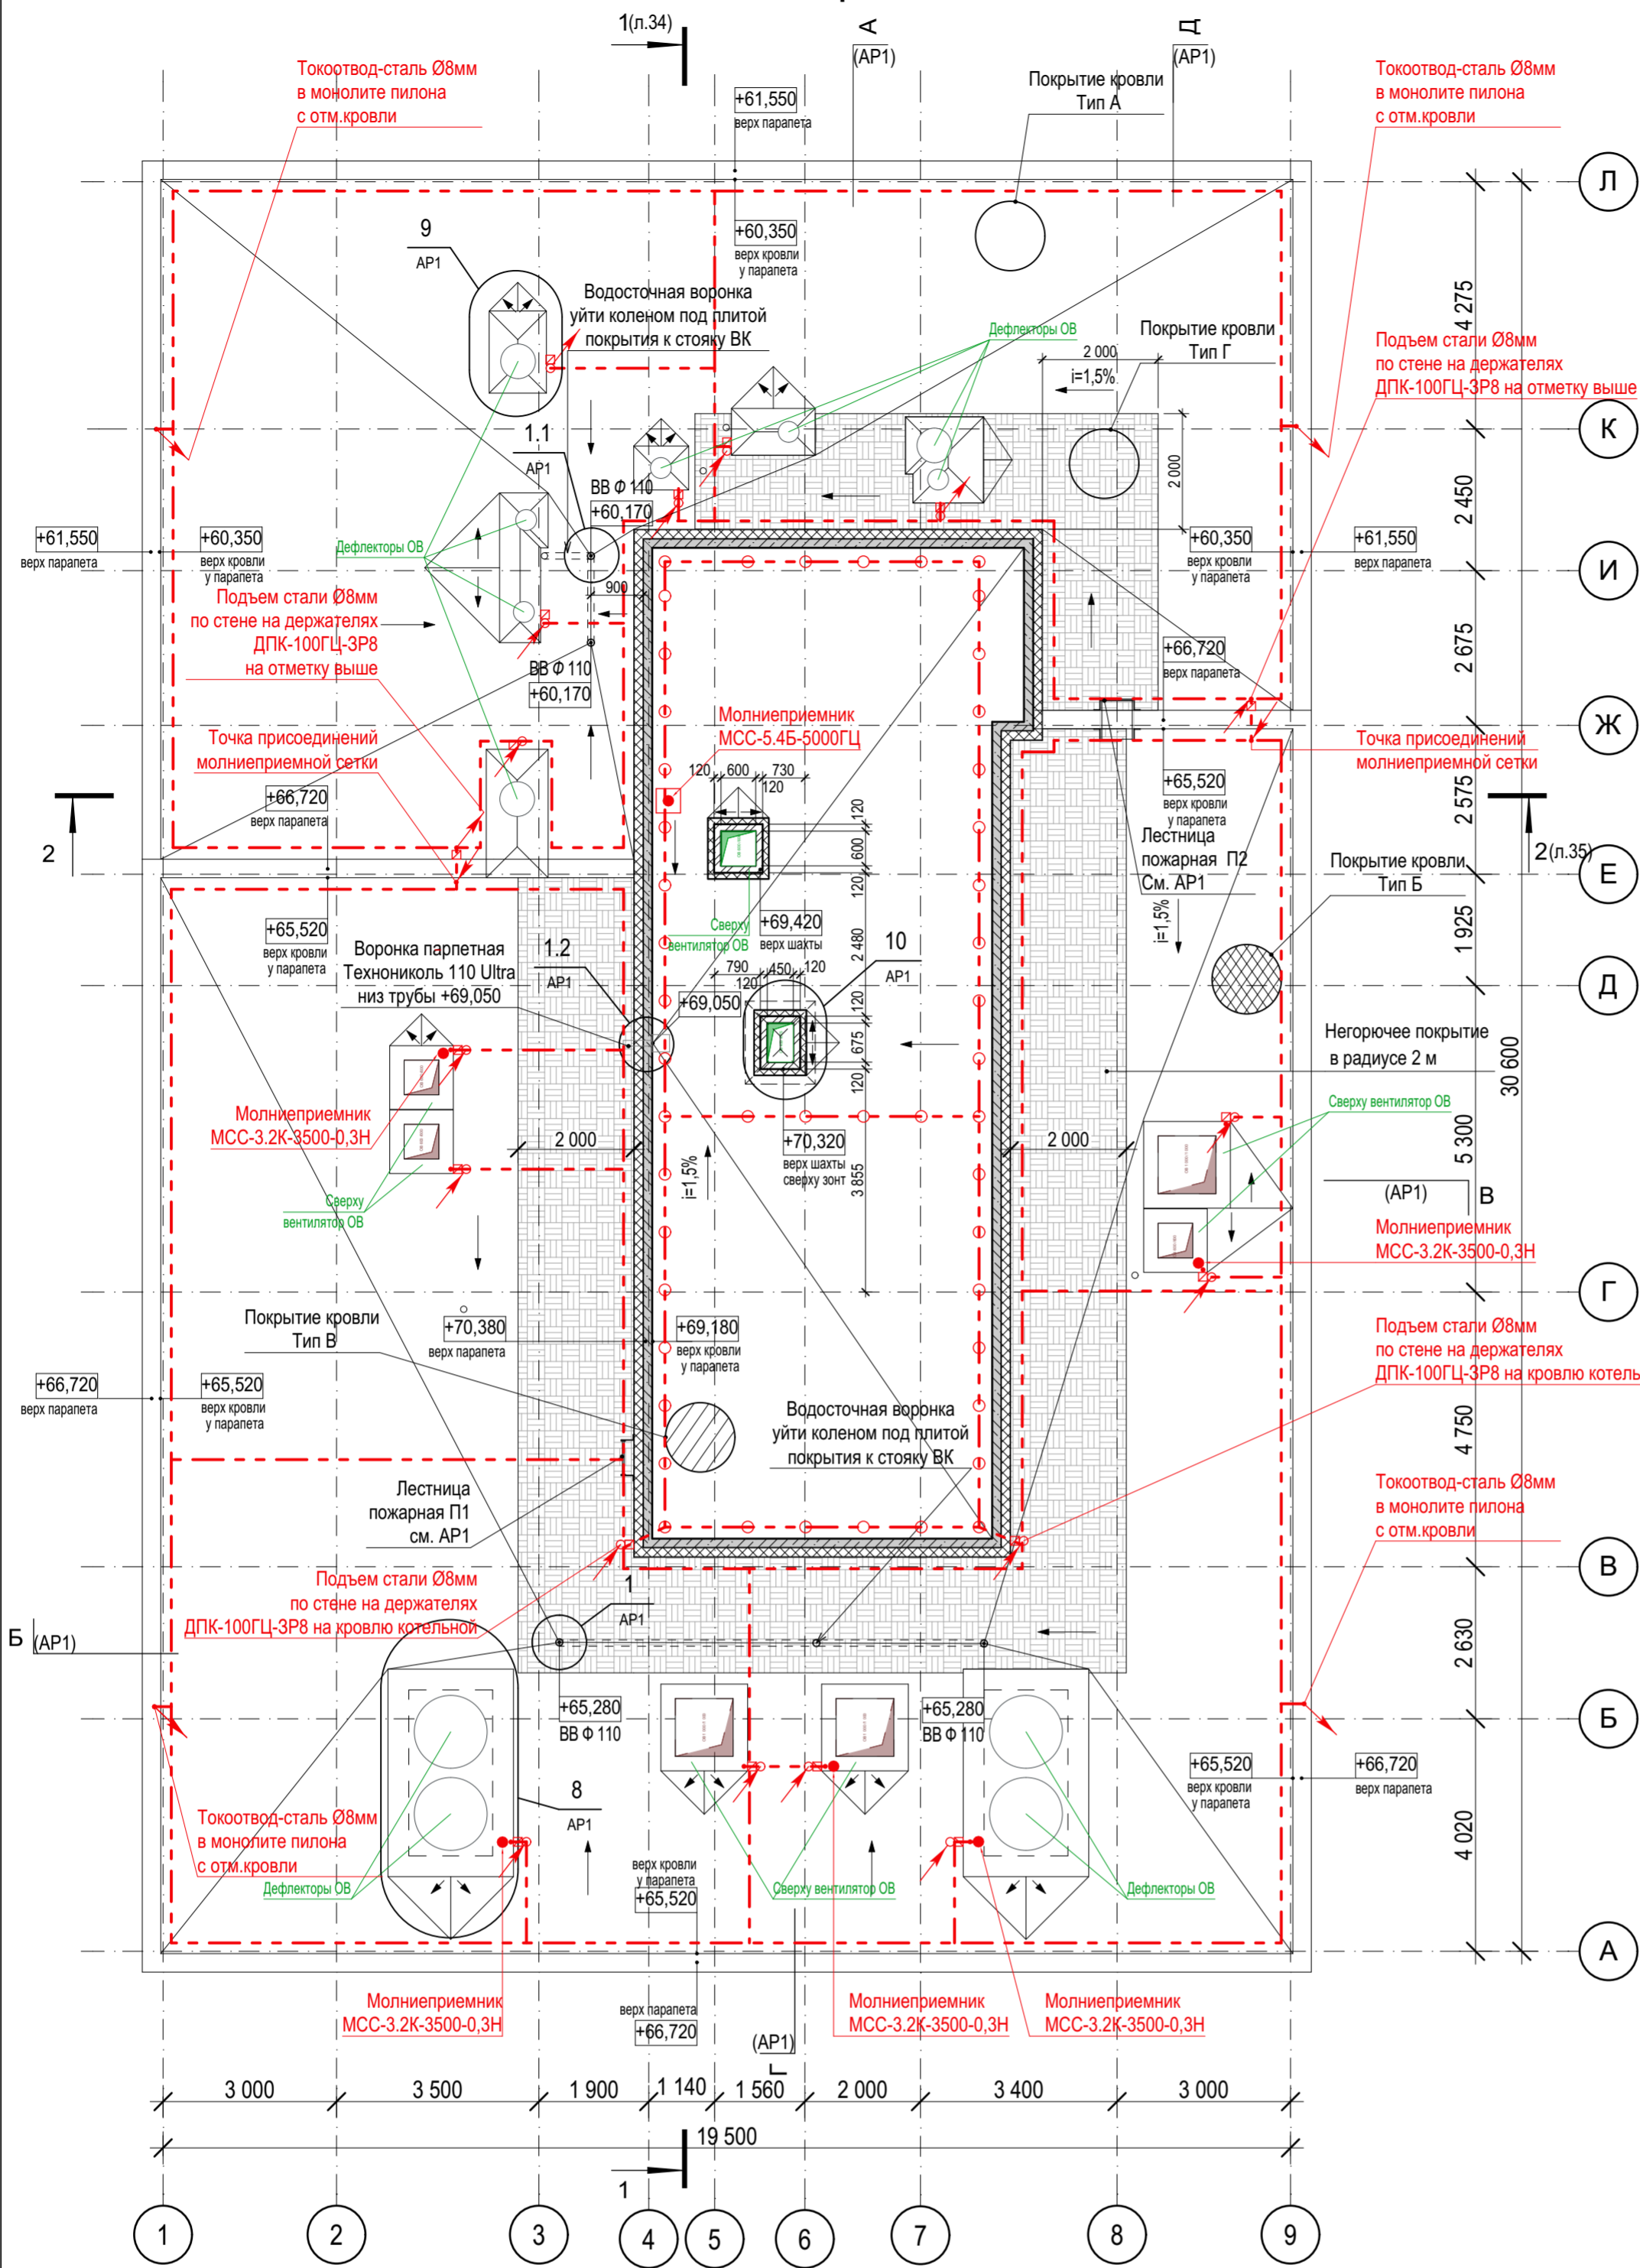 1(л.34)
А
(АР1)
Д
(АР1)
Токоотвод-сталь Ø8мм
в монолите пилона
с отм.кровли
+61,550
верх парапета
Покрытие кровли
Тип А
Токоотвод-сталь Ø8мм
в монолите пилона
с отм.кровли
Л
9
АР1
+60,350
верх кровли
у парапета
Водосточная воронка
уйти коленом под плитой
покрытия к стояку ВК
Дефлекторы ОВ
Покрытие кровли
Тип Г
2 000
i=1,5%
4 275
Подъем стали Ø8мм
по стене на держателях
ДПК-100ГЦ-ЗР8 на отметку выше
К
1.1
АР1
ВВ Ф 110
+60,170
2 000
2 450
+61,550
верх парапета
+60,350
верх кровли
у парапета
Дефлекторы ОВ
+60,350
верх кровли
у парапета
+61,550
верх парапета
И
900
Подъем стали Ø8мм
по стене на держателях
ДПК-100ГЦ-ЗР8
на отметку выше
ВВ Ф 110
+60,170
+66,720
верх парапета
2 675
Молниеприемник
МСС-5.4Б-5000ГЦ
Точка присоединений
молниеприемной сетки
Точка присоединений
молниеприемной сетки
Ж
120
600
730
120
+66,720
верх парапета
+65,520
верх кровли
у парапета
2 575
2
2(л.35)
120
600
120
Лестница
пожарная П2
См. АР1
Покрытие кровли
Тип Б
Е
+65,520
верх кровли
у парапета
Сверху
вентилятор ОВ
+69,420
верх шахты
2 480
i=1,5%
1 925
Воронка парпетная
Технониколь 110 Ultra
низ трубы +69,050
1.2
АР1
10
АР1
790
450
120
120
+69,050
120
675
120
Д
Негорючее покрытие
в радиусе 2 м
30 600
Молниеприемник
МСС-3.2К-3500-0,3Н
2 000
i=1,5%
+70,320
верх шахты
сверху зонт
3 855
2 000
Сверху вентилятор ОВ
5 300
(АР1)
В
Сверху
вентилятор ОВ
Молниеприемник
МСС-3.2К-3500-0,3Н
Г
Покрытие кровли
Тип В
+70,380
верх парапета
+69,180
верх кровли
у парапета
Подъем стали Ø8мм
по стене на держателях
ДПК-100ГЦ-ЗР8 на кровлю котель
+66,720
верх парапета
+65,520
верх кровли
у парапета
Водосточная воронка
уйти коленом под плитой
покрытия к стояку ВК
4 750
Лестница
пожарная П1
см. АР1
Токоотвод-сталь Ø8мм
в монолите пилона
с отм.кровли
В
Подъем стали Ø8мм
по стене на держателях
ДПК-100ГЦ-ЗР8 на кровлю котельной
1
АР1
Б
(АР1)
2 630
+65,280
ВВ Ф 110
+65,280
ВВ Ф 110
Б
+65,520
верх кровли
у парапета
+66,720
верх парапета
8
АР1
Токоотвод-сталь Ø8мм
в монолите пилона
с отм.кровли
4 020
Дефлекторы ОВ
верх кровли
у парапета
+65,520
Сверху вентилятор ОВ
Дефлекторы ОВ
А
Молниеприемник
МСС-3.2К-3500-0,3Н
верх парапета
+66,720
Молниеприемник
МСС-3.2К-3500-0,3Н
Молниеприемник
МСС-3.2К-3500-0,3Н
(АР1)
Г
3 000
3 500
1 900
1 140
1 560
2 000
3 400
3 000
19 500
1
1
2
3
4
5
6
7
8
9